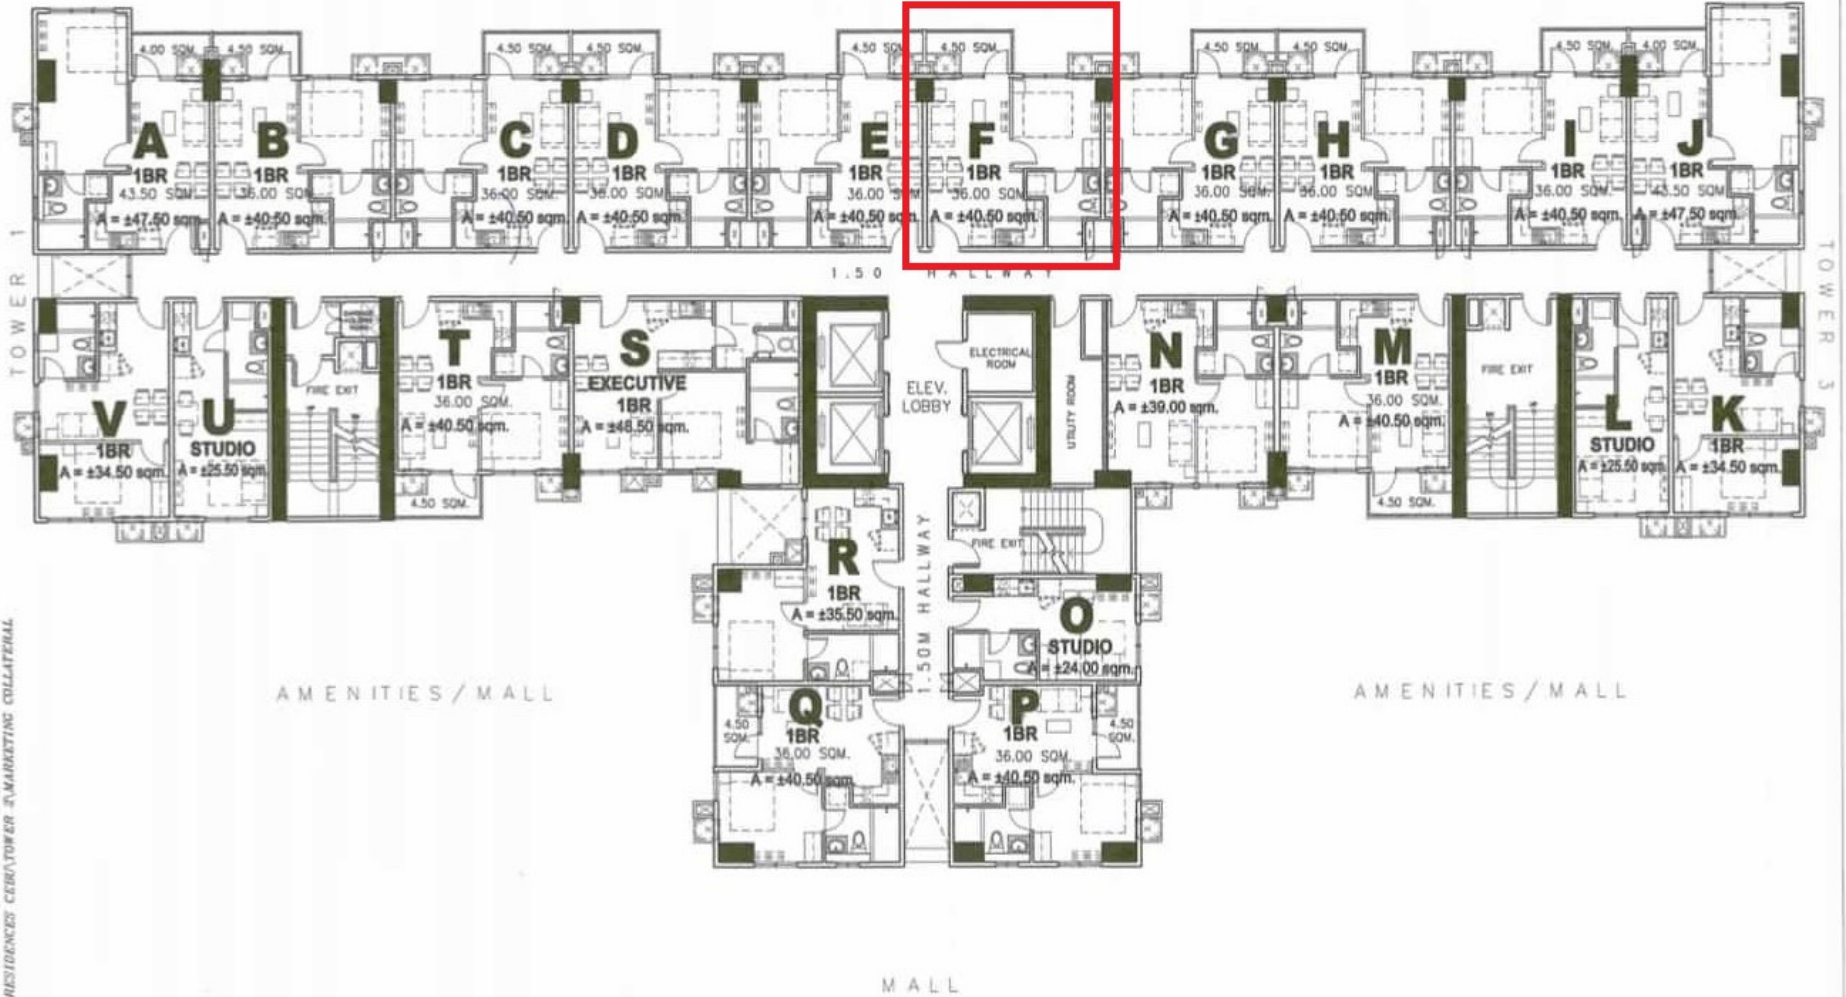 4.00 SQM.
4.50 SQM.
4.50 SQM.
4.50 SQM.
4.50 SQM.
4.50 SQM.
4.50 SQM.
4.50 SQM.
4.50 SQM.
4.00 SQM.
A
1BR
43.50 SQM.
A = ±47.50 sqm.
B
1BR
36.00 SQM.
A = ±40.50 sqm.
C
1BR
36.00 SQM.
A = ±40.50 sqm.
D
1BR
36.00 SQM.
A = ±40.50 sqm.
E
1BR
36.00 SQM.
A = ±40.50 sqm.
F
1BR
36.00 SQM.
A = ±40.50 sqm.
G
1BR
36.00 SQM.
A = ±40.50 sqm.
H
1BR
36.00 SQM.
A = ±40.50 sqm.
I
1BR
36.00 SQM.
A = ±40.50 sqm.
J
1BR
43.50 SQM.
A = ±47.50 sqm.
TOWER 1
1.50 HALLWAY
TOWER 3
V
1BR
A = ±34.50 sqm.
U
STUDIO
A = ±25.50 sqm.
FIRE EXIT
T
1BR
36.00 SQM.
A = ±40.50 sqm.
4.50 SQM.
S
EXECUTIVE
1BR
A = ±48.50 sqm.
ELEV.
LOBBY
ELECTRICAL
ROOM
UTILITY ROOM
N
1BR
A = ±39.00 sqm.
M
1BR
36.00 SQM.
A = ±40.50 sqm.
4.50 SQM.
FIRE EXIT
L
STUDIO
A = ±25.50 sqm.
K
1BR
A = ±34.50 sqm.
R
1BR
A = ±35.50 sqm.
1.50M HALLWAY
FIRE EXIT
O
STUDIO
A = ±24.00 sqm.
AMENITIES/MALL
Q
1BR
36.00 SQM.
A = ±40.50 sqm.
4.50
SQM.
P
1BR
36.00 SQM.
A = ±40.50 sqm.
4.50
SQM.
AMENITIES/MALL
MALL
RESIDENCES CEBU\TOWER 2\MARKETING COLLATERAL